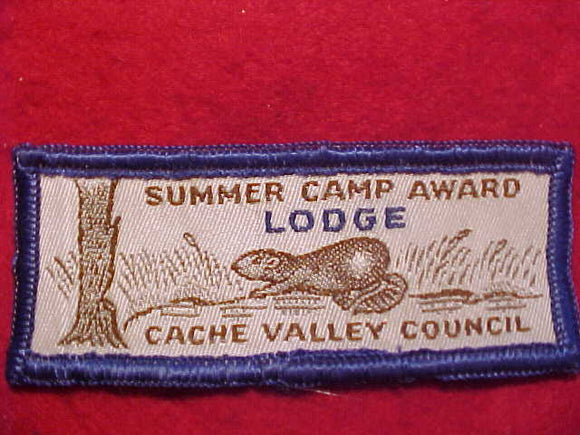 SUMMER CAMP AWARD
LODGE
CACHE VALLEY COUNCIL